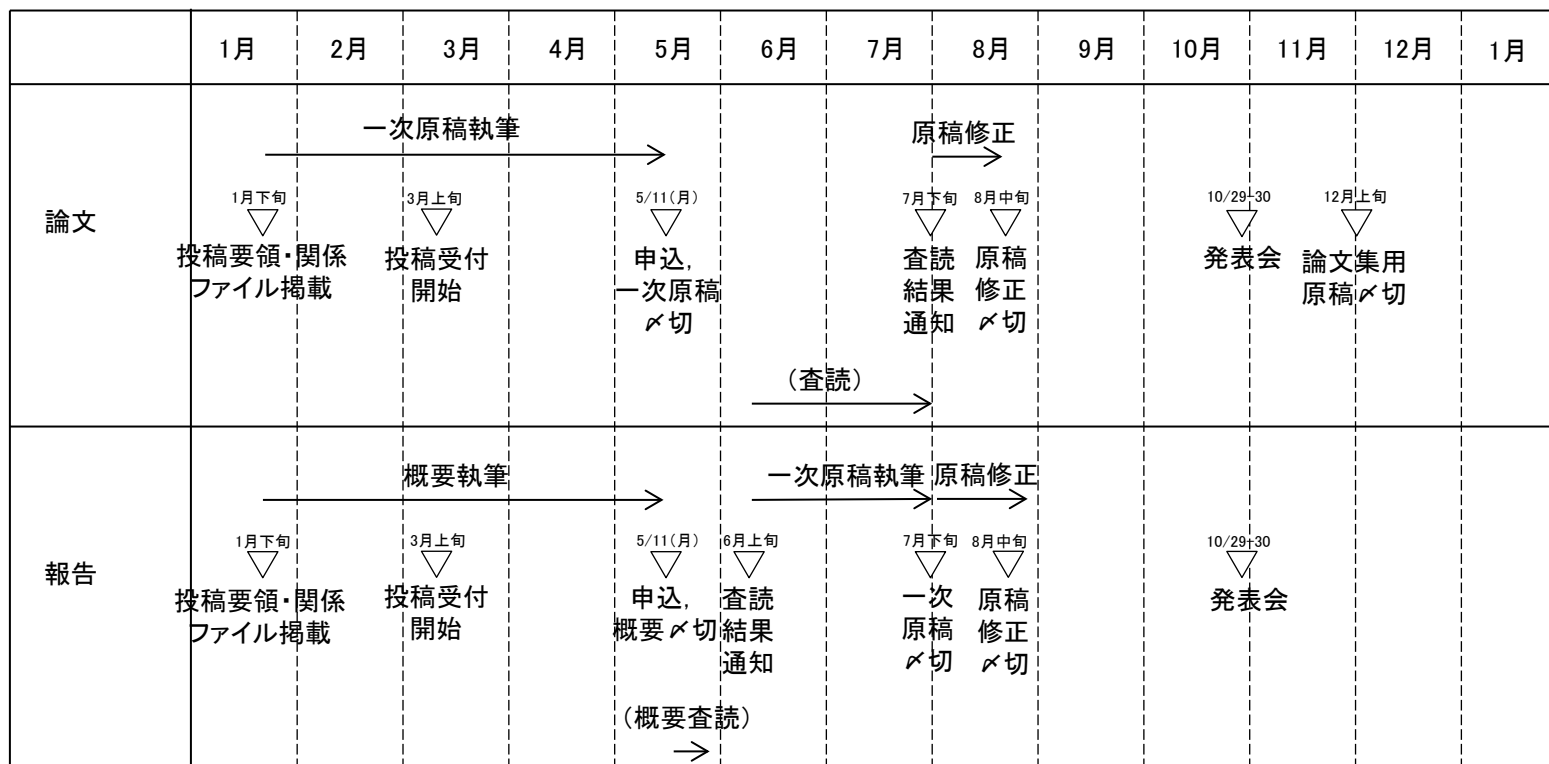 1月 2月 3月 4月 5月 6月 7月 8月 9月 10月 11月 12月 1月
論文
一次原稿執筆
原稿修正
1月下旬
投稿要領・関係
ファイル掲載
3月上旬
投稿受付
開始
5/11(月)
申込,
一次原稿
〆切
7月下旬
査読
結果
通知
8月中旬
原稿
修正
〆切
10/29-30
発表会
12月上旬
論文集用
原稿〆切
(査読)
報告
概要執筆
一次原稿執筆
原稿修正
1月下旬
投稿要領・関係
ファイル掲載
3月上旬
投稿受付
開始
5/11(月)
申込,
概要〆切
6月上旬
査読
結果
通知
7月下旬
一次
原稿
〆切
8月中旬
原稿
修正
〆切
10/29-30
発表会
(概要査読)